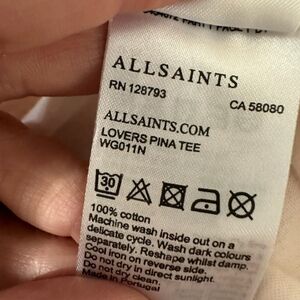 ALLSAINTS
RN 128793 CA 58080
ALLSAINTS.COM
LOVERS PINA TEE
WG011N
30
100% cotton
Machine wash inside out on a
delicate cycle. Wash dark colours
separately. Reshape whilst damp.
Cool iron on reverse side.
Do not dry in direct sunlight.
Do not dry clean.
Made in Portugal